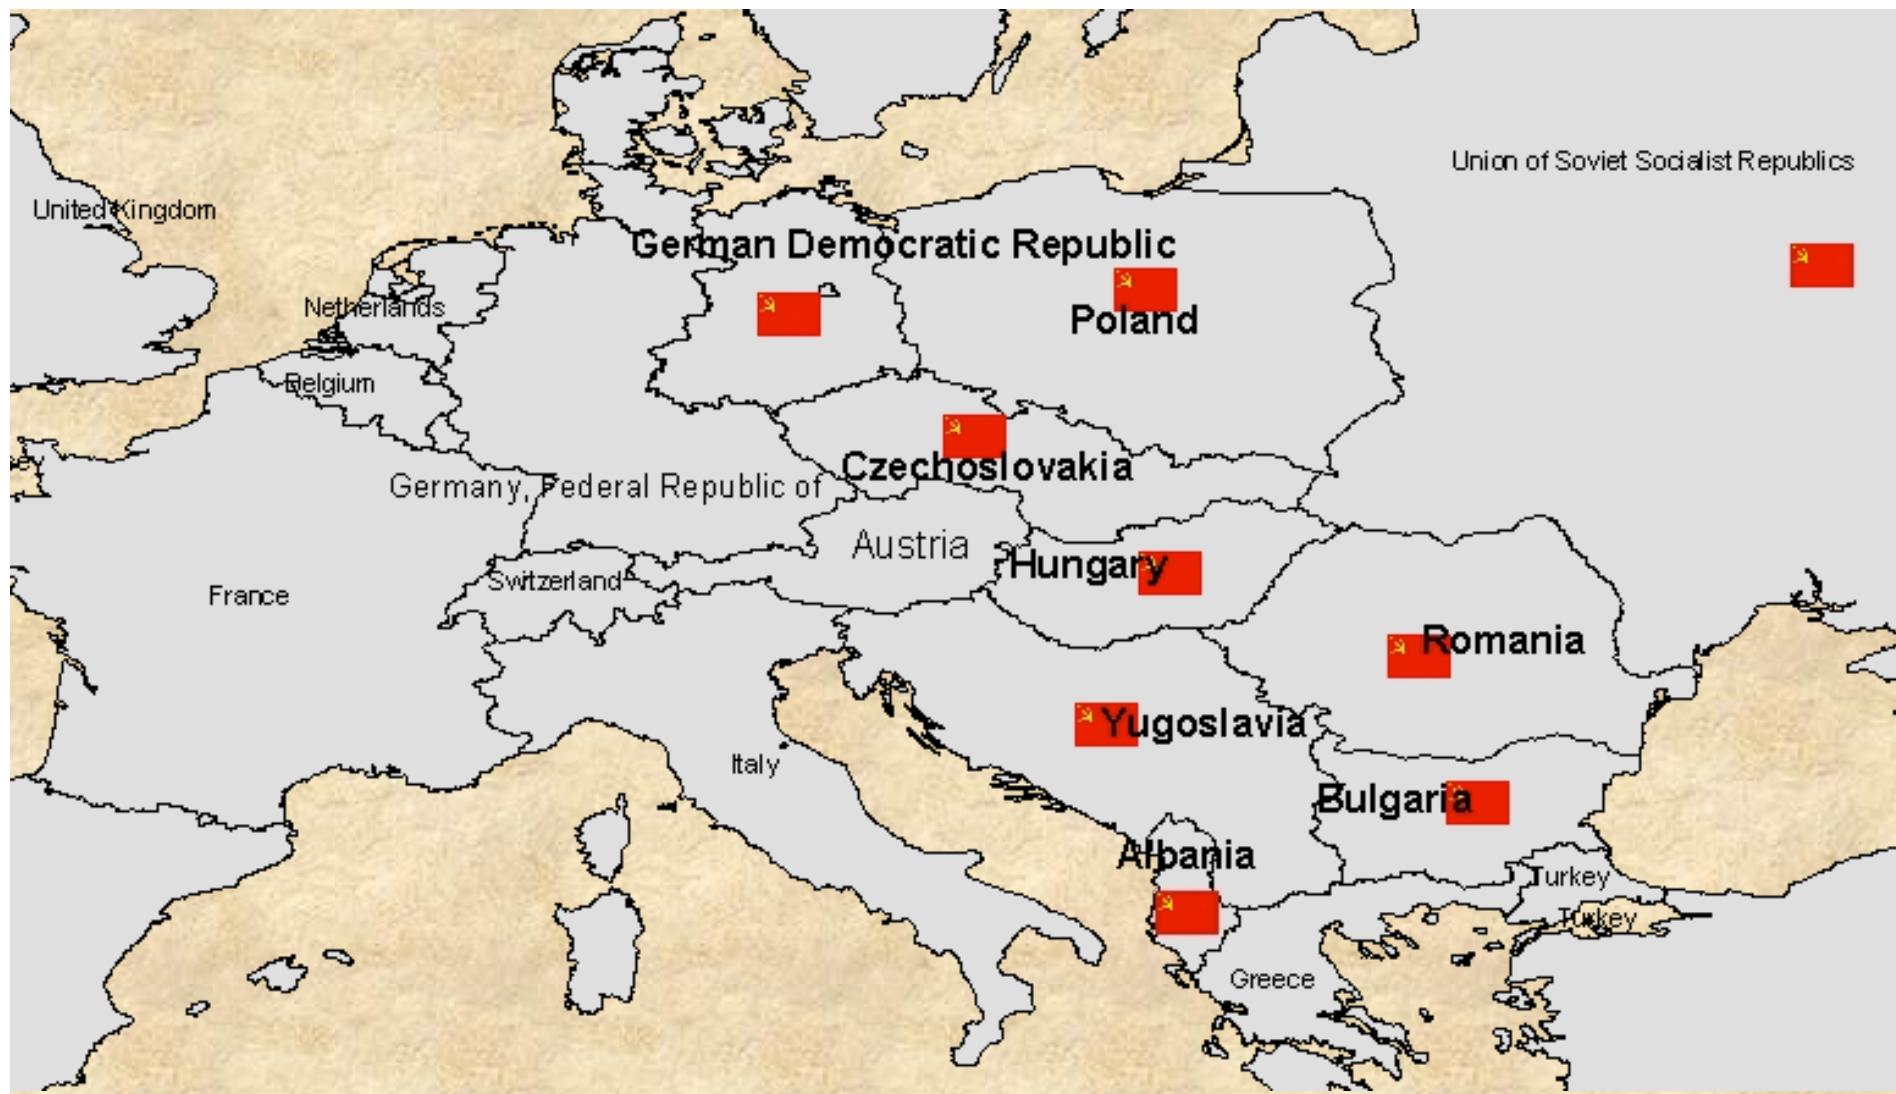 Union of Soviet Socialist Republics
United Kingdom
German Democratic Republic
Netherlands
Poland
Belgium
Czechoslovakia
Germany, Federal Republic of
Austria
Hungary
Switzerland
France
Romania
Yugoslavia
Italy
Bulgaria
Albania
Turkey
Turkey
Greece